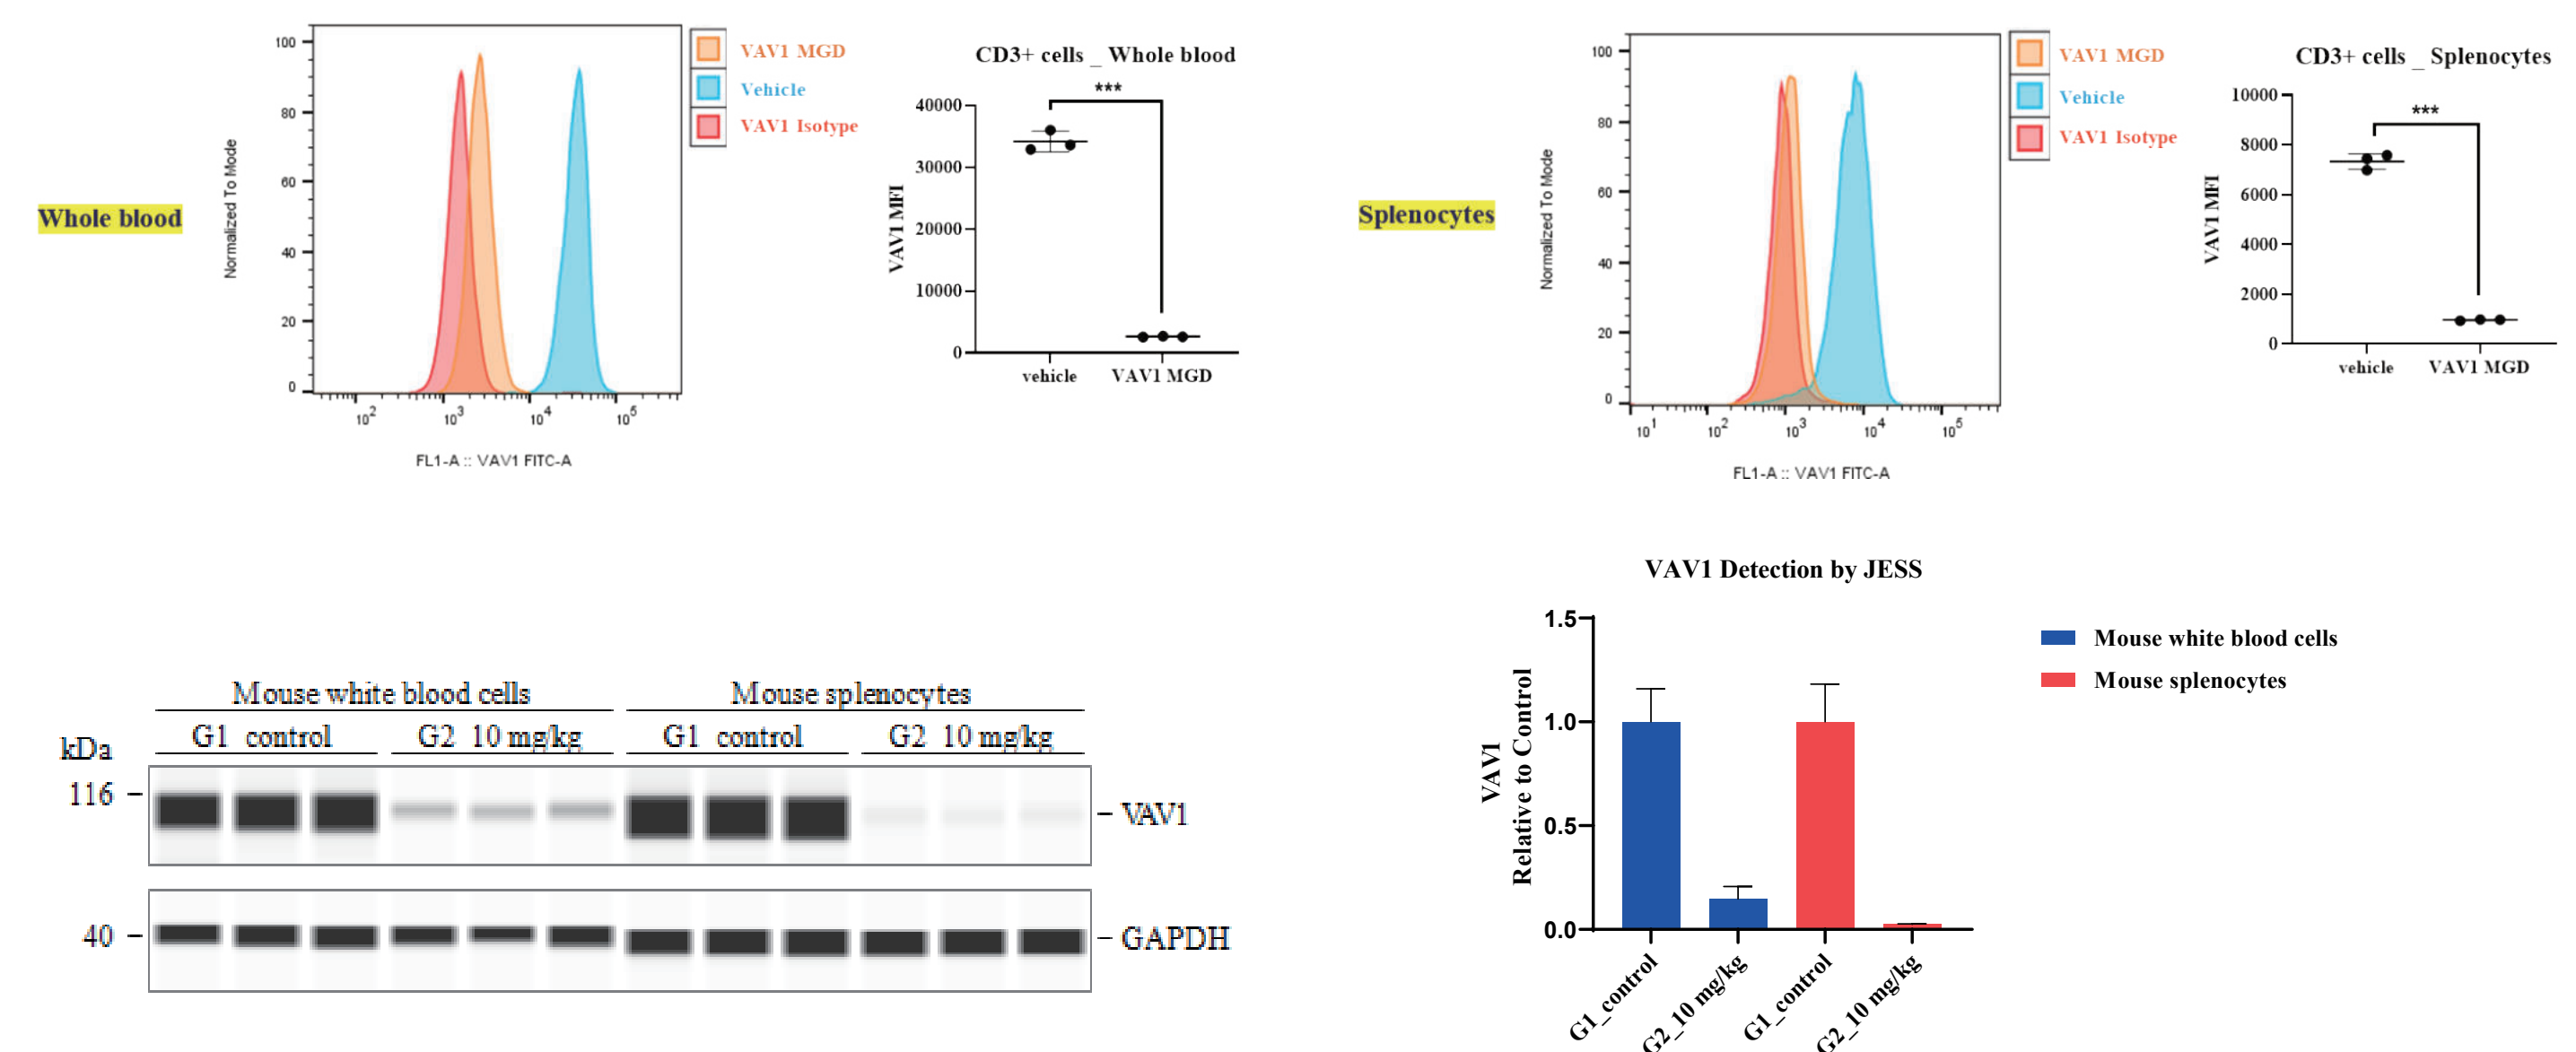 Whole blood
Normalized To Mode
100
80
60
40
20
0
10^2
10^3
10^4
10^5
FL1-A :: VAV1 FITC-A
VAV1 MGD
Vehicle
VAV1 Isotype
CD3+ cells _ Whole blood
***
VAV1 MFI
40000
30000
20000
10000
0
vehicle
VAV1 MGD
Splenocytes
Normalized To Mode
100
80
60
40
20
0
10^1
10^2
10^3
10^4
10^5
FL1-A :: VAV1 FITC-A
VAV1 MGD
Vehicle
VAV1 Isotype
CD3+ cells _ Splenocytes
***
VAV1 MFI
10000
8000
6000
4000
2000
0
vehicle
VAV1 MGD
Mouse white blood cells
Mouse splenocytes
kDa
G1 control
G2 10 mg/kg
G1 control
G2 10 mg/kg
116
VAV1
40
GAPDH
VAV1 Detection by JESS
VAV1
Relative to Control
1.5
1.0
0.5
0.0
G1_control
G2_10 mg/kg
G1_control
G2_10 mg/kg
Mouse white blood cells
Mouse splenocytes